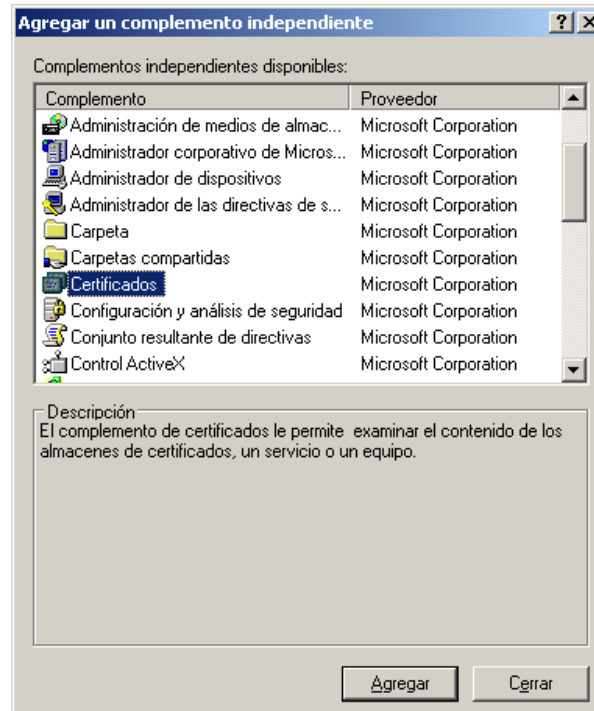 Agregar un complemento independiente
Complementos independientes disponibles:
Complemento Proveedor
Administración de medios de almac... Microsoft Corporation
Administrador corporativo de Micros... Microsoft Corporation
Administrador de dispositivos Microsoft Corporation
Administrador de las directivas de s... Microsoft Corporation
Carpeta Microsoft Corporation
Carpetas compartidas Microsoft Corporation
Certificados Microsoft Corporation
Configuración y análisis de seguridad Microsoft Corporation
Conjunto resultante de directivas Microsoft Corporation
Control ActiveX Microsoft Corporation
Descripción
El complemento de certificados le permite  examinar el contenido de los
almacenes de certificados, un servicio o un equipo.
Agregar Cerrar